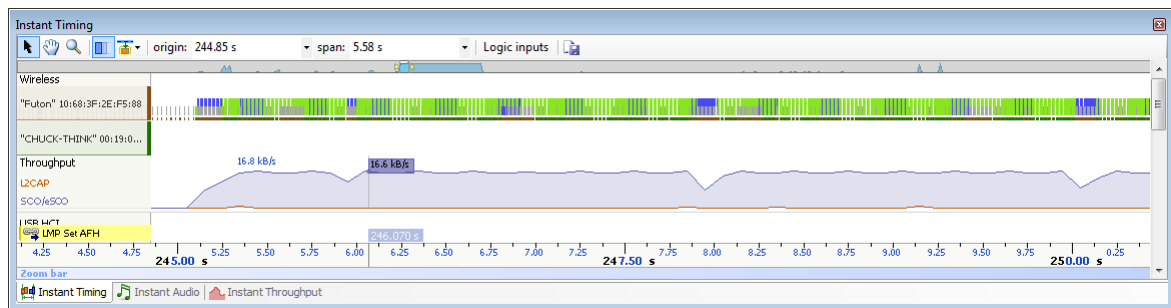 Instant Timing
origin: 244.85 s span: 5.58 s Logic inputs
Wireless
"Futon" 10:68:3F:2E:F5:88
"CHUCK-THINK" 00:19:0...
Throughput
16.8 kB/s 16.6 kB/s
L2CAP
SCO/eSCO
USB HCI
LMP Set AFH
246.070 s
4.25 4.50 4.75 245.00 s 5.25 5.50 5.75 6.00 6.25 6.50 6.75 7.00 7.25 247.50 s 7.75 8.00 8.25 8.50 8.75 9.00 9.25 9.50 9.75 250.00 s 0.25
Zoom bar
Instant Timing Instant Audio Instant Throughput